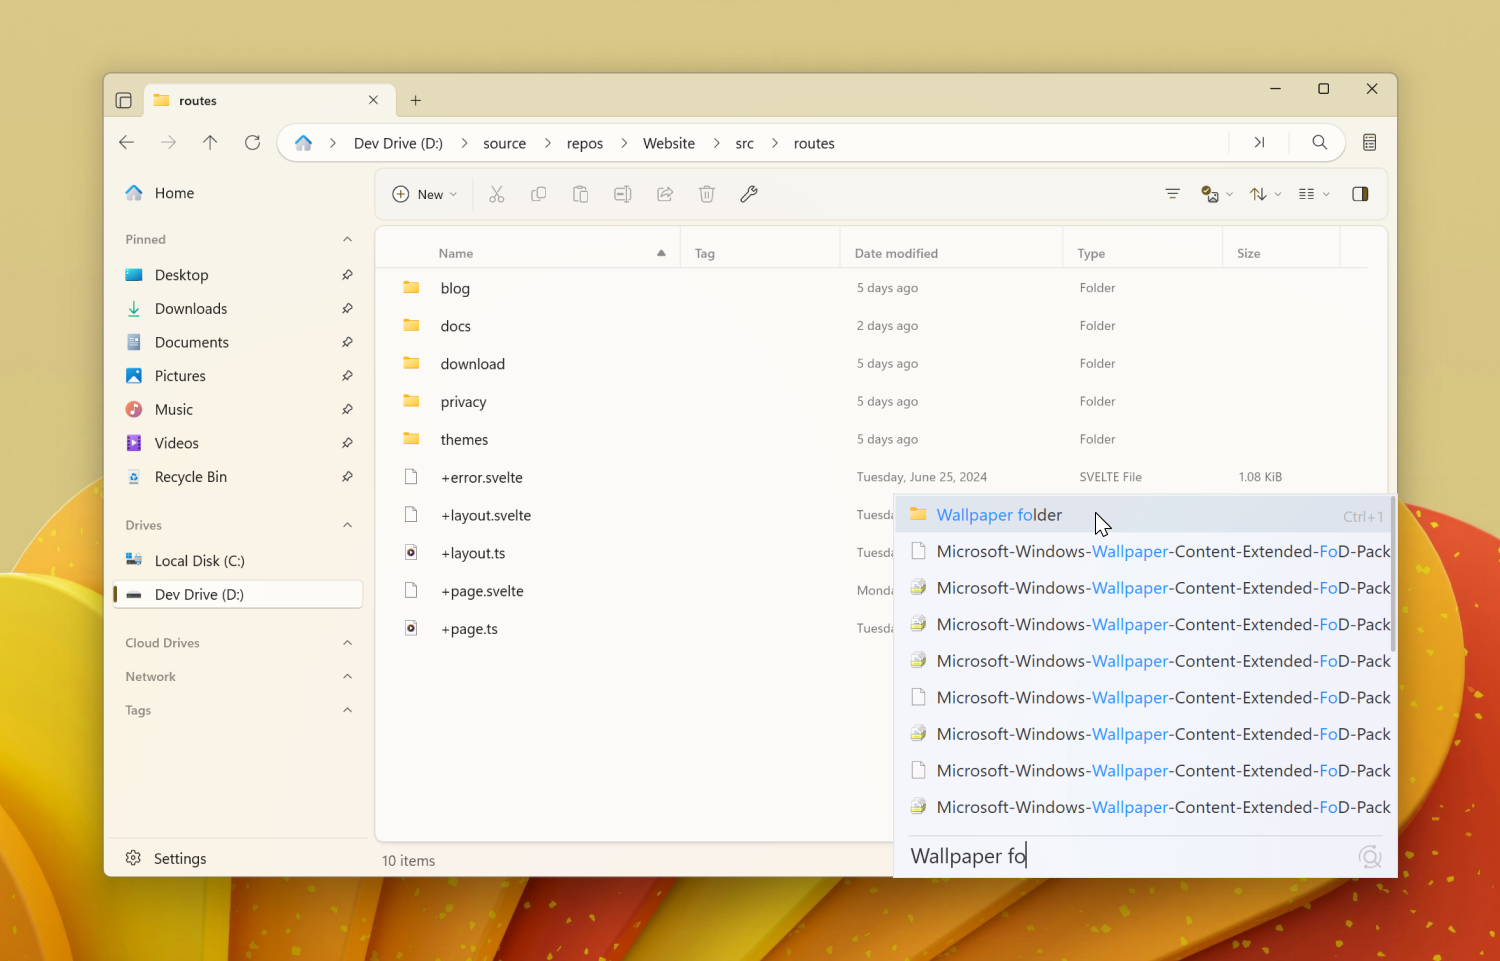 routes
Dev Drive (D:) source repos Website src routes
Home
New
Pinned
Desktop
Downloads
Documents
Pictures
Music
Videos
Recycle Bin
Drives
Local Disk (C:)
Dev Drive (D:)
Cloud Drives
Network
Tags
Settings
Name Tag Date modified Type Size
blog 5 days ago Folder
docs 2 days ago Folder
download 5 days ago Folder
privacy 5 days ago Folder
themes 5 days ago Folder
+error.svelte Tuesday, June 25, 2024 SVELTE File 1.08 KiB
+layout.svelte Tuesd
+layout.ts Tuesd
+page.svelte Monda
+page.ts Tuesd
10 items
Wallpaper folder Ctrl+1
Microsoft-Windows-Wallpaper-Content-Extended-FoD-Pack
Microsoft-Windows-Wallpaper-Content-Extended-FoD-Pack
Microsoft-Windows-Wallpaper-Content-Extended-FoD-Pack
Microsoft-Windows-Wallpaper-Content-Extended-FoD-Pack
Microsoft-Windows-Wallpaper-Content-Extended-FoD-Pack
Microsoft-Windows-Wallpaper-Content-Extended-FoD-Pack
Microsoft-Windows-Wallpaper-Content-Extended-FoD-Pack
Microsoft-Windows-Wallpaper-Content-Extended-FoD-Pack
Wallpaper fo